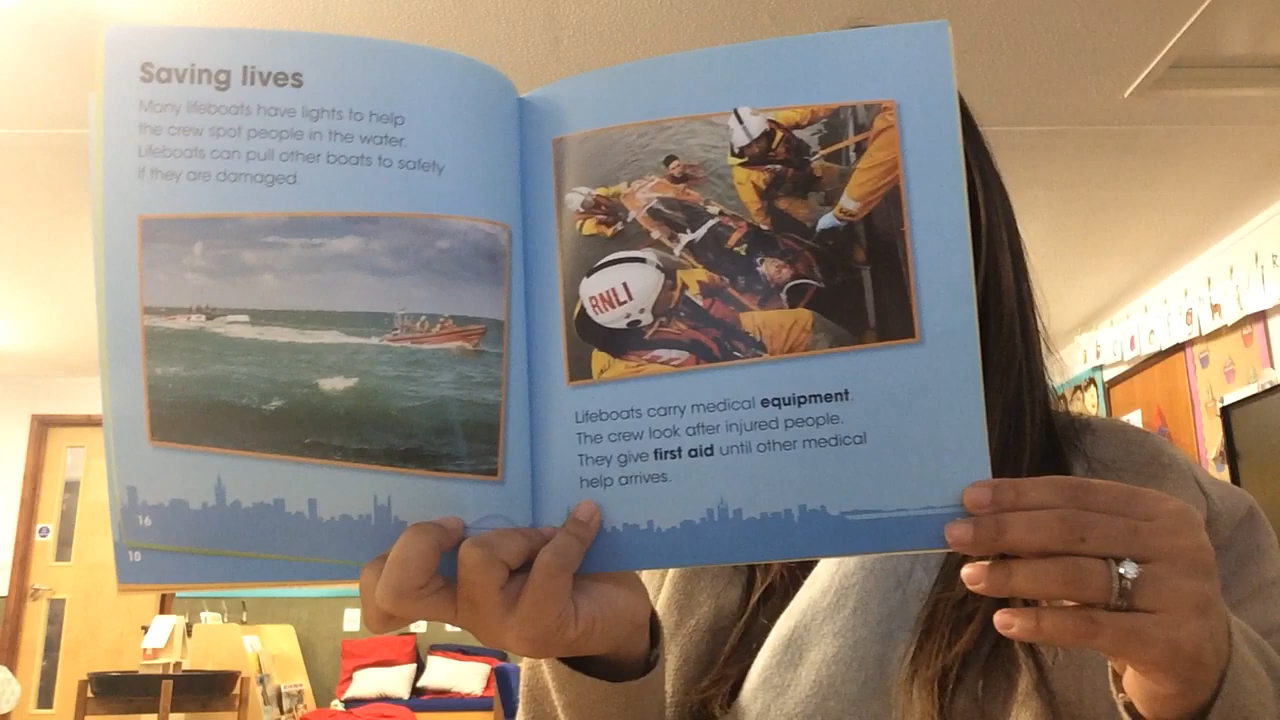 Saving lives
Many lifeboats have lights to help
the crew spot people in the water.
Lifeboats can pull other boats to safety
if they are damaged.
16
10
RNLI
Lifeboats carry medical equipment.
The crew look after injured people.
They give first aid until other medical
help arrives.